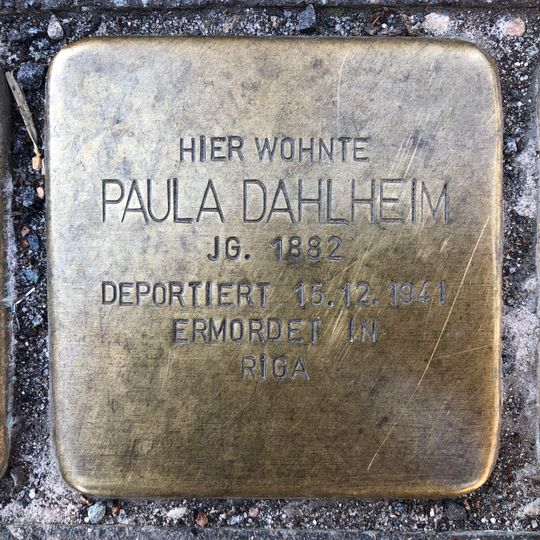 HIER WOHNTE
PAULA DAHLHEIM
JG. 1882
DEPORTIERT 15.12.1941
ERMORDET IN
RIGA